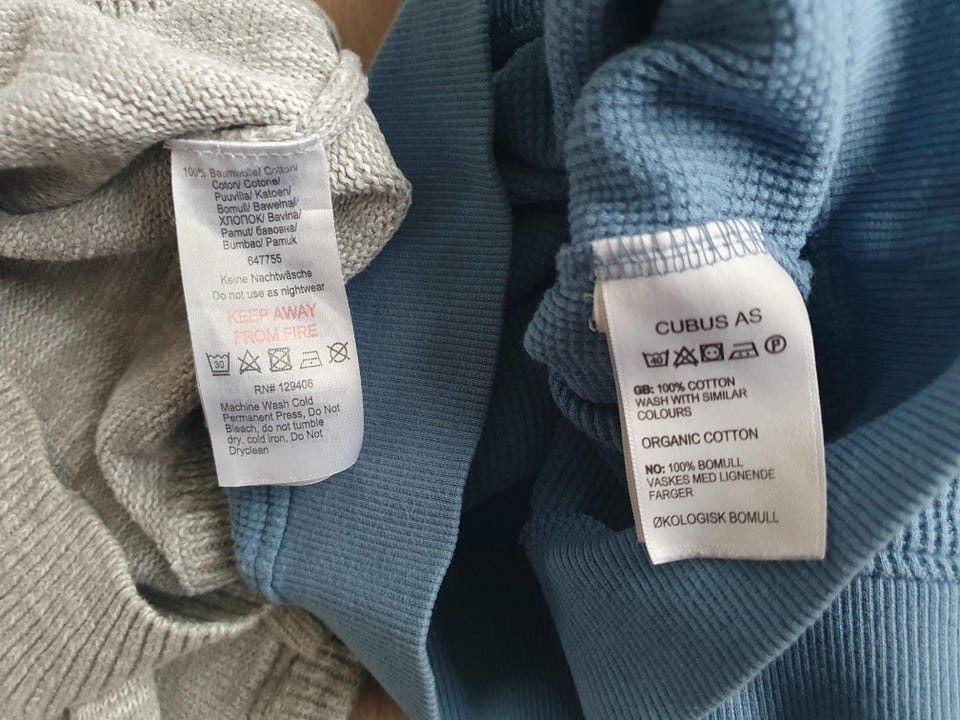 100% Baumwolle/ Cotton/
Coton/ Cotone/
Puuvilla/ Katoen/
Bomull/ Bawełna/
ХЛОПОК/ Bavlna/
Pamut/ бавовна/
Bumbac/ Pamuk
647755
Keine Nachtwäsche
Do not use as nightwear
KEEP AWAY
FROM FIRE
30
RN# 129406
Machine Wash Cold
Permanent Press, Do Not
Bleach, do not tumble
dry, cold iron, Do Not
Dryclean
CUBUS AS
40 P
GB: 100% COTTON
WASH WITH SIMILAR
COLOURS
ORGANIC COTTON
NO: 100% BOMULL
VASKES MED LIGNENDE
FARGER
ØKOLOGISK BOMULL